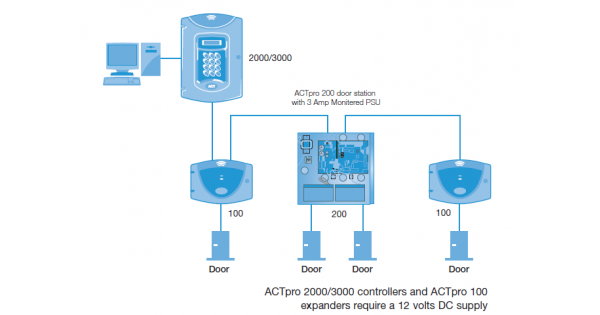 2000/3000
ACTpro 200 door station
with 3 Amp Monitered PSU
100
200
100
Door
Door
Door
Door
ACTpro 2000/3000 controllers and ACTpro 100
expanders require a 12 volts DC supply